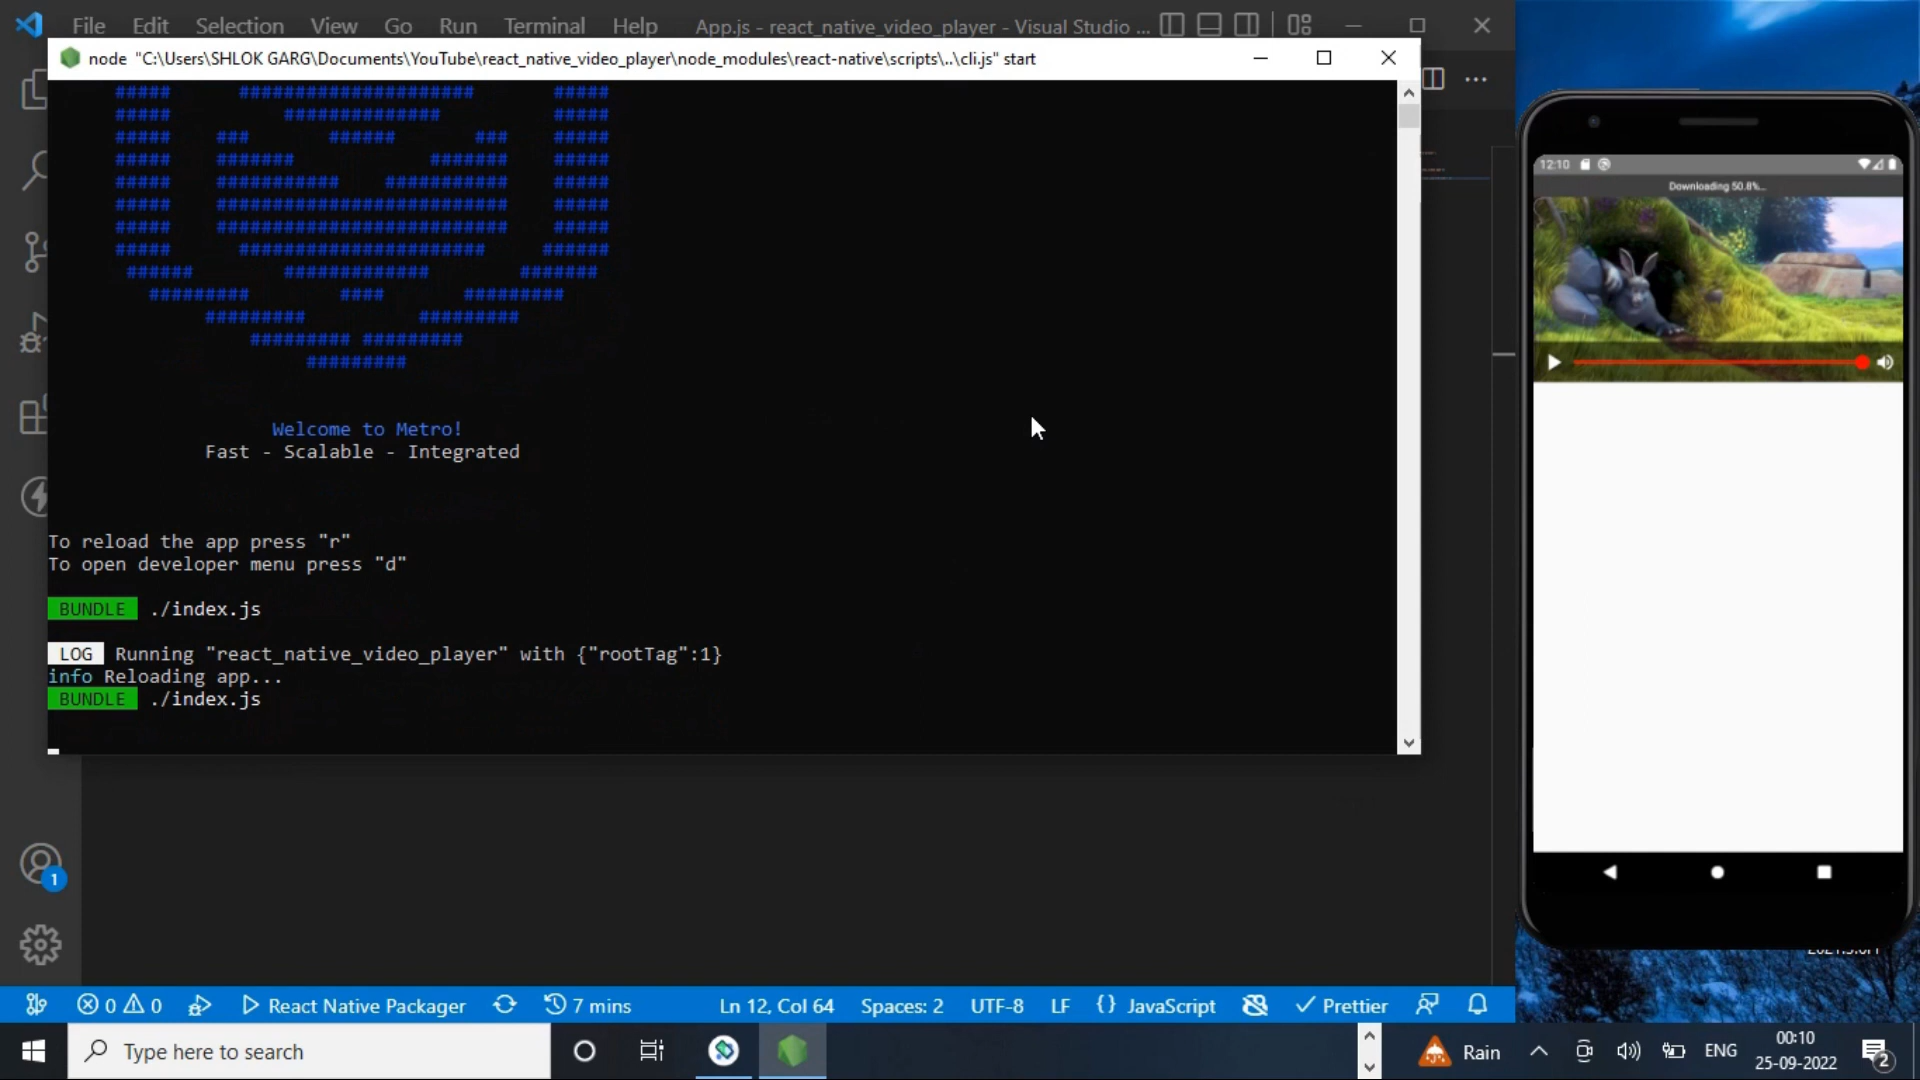 File Edit Selection View Go Run Terminal Help App.js - react_native_video_player - Visual Studio ...
node "C:\Users\SHLOK GARG\Documents\YouTube\react_native_video_player\node_modules\react-native\scripts\..\cli.js" start
##### ##################### #####
##### ############## #####
##### ### ###### ### #####
##### ####### ####### #####
##### ########### ########### #####
##### ########################## #####
##### ########################## #####
##### ###################### ######
###### ############# #######
######### #### #########
######### #########
######### #########
#########
Welcome to Metro!
Fast - Scalable - Integrated
To reload the app press "r"
To open developer menu press "d"
BUNDLE ./index.js
LOG Running "react_native_video_player" with {"rootTag":1}
info Reloading app...
BUNDLE ./index.js
12:10
Downloading 50.8%...
1
0 0 React Native Packager 7 mins Ln 12, Col 64 Spaces: 2 UTF-8 LF {} JavaScript Prettier
Type here to search
Rain
ENG
00:10
25-09-2022
2